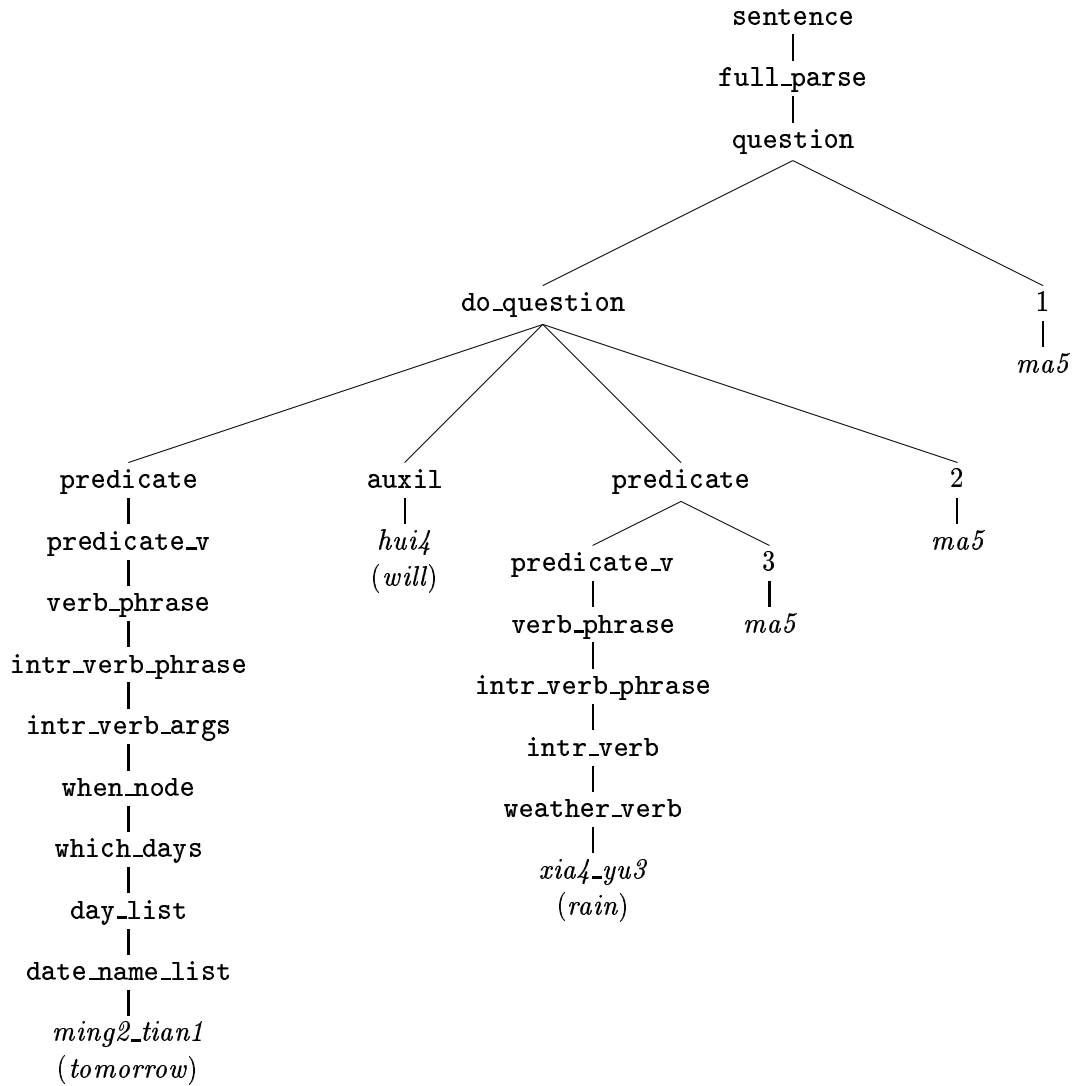 sentence
full_parse
question
do_question 1
ma5
predicate auxil predicate 2
predicate_v hui4 ma5
(will) predicate_v 3
verb_phrase verb_phrase ma5
intr_verb_phrase intr_verb_phrase
intr_verb_args intr_verb
when_node weather_verb
which_days xia4_yu3
day_list (rain)
date_name_list
ming2_tian1
(tomorrow)